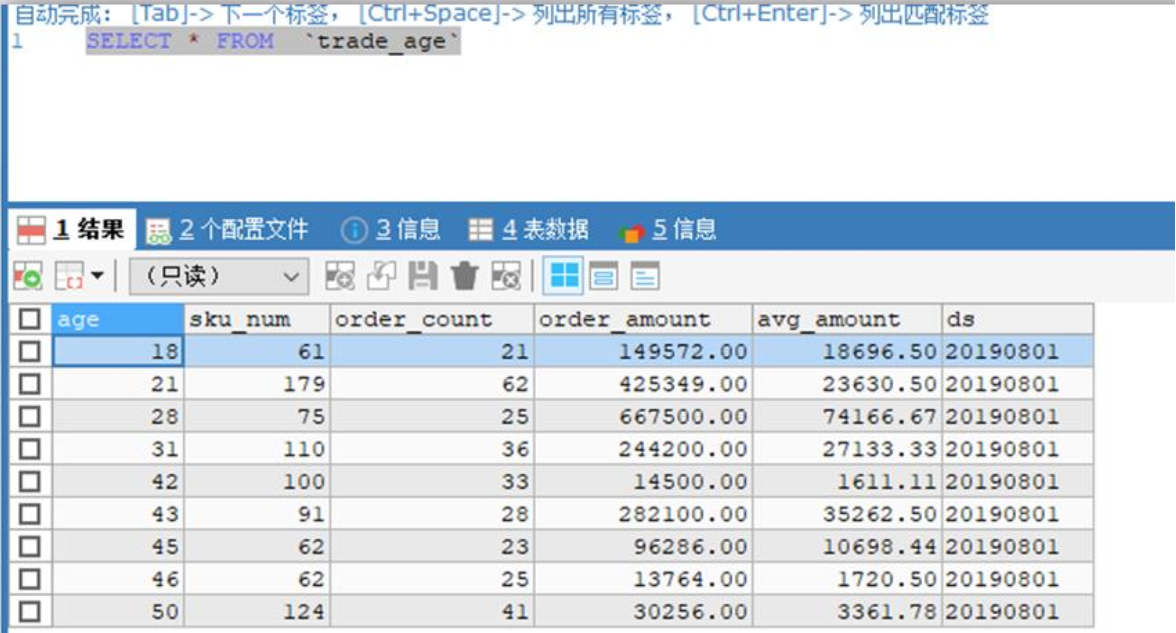 自动完成： [Tab]-> 下一个标签， [Ctrl+Space]-> 列出所有标签， [Ctrl+Enter]-> 列出匹配标签
1 SELECT * FROM `trade_age`
1 结果 2 个配置文件 3 信息 4 表数据 5 信息
（只读）
age sku_num order_count order_amount avg_amount ds
18 61 21 149572.00 18696.50 20190801
21 179 62 425349.00 23630.50 20190801
28 75 25 667500.00 74166.67 20190801
31 110 36 244200.00 27133.33 20190801
42 100 33 14500.00 1611.11 20190801
43 91 28 282100.00 35262.50 20190801
45 62 23 96286.00 10698.44 20190801
46 62 25 13764.00 1720.50 20190801
50 124 41 30256.00 3361.78 20190801